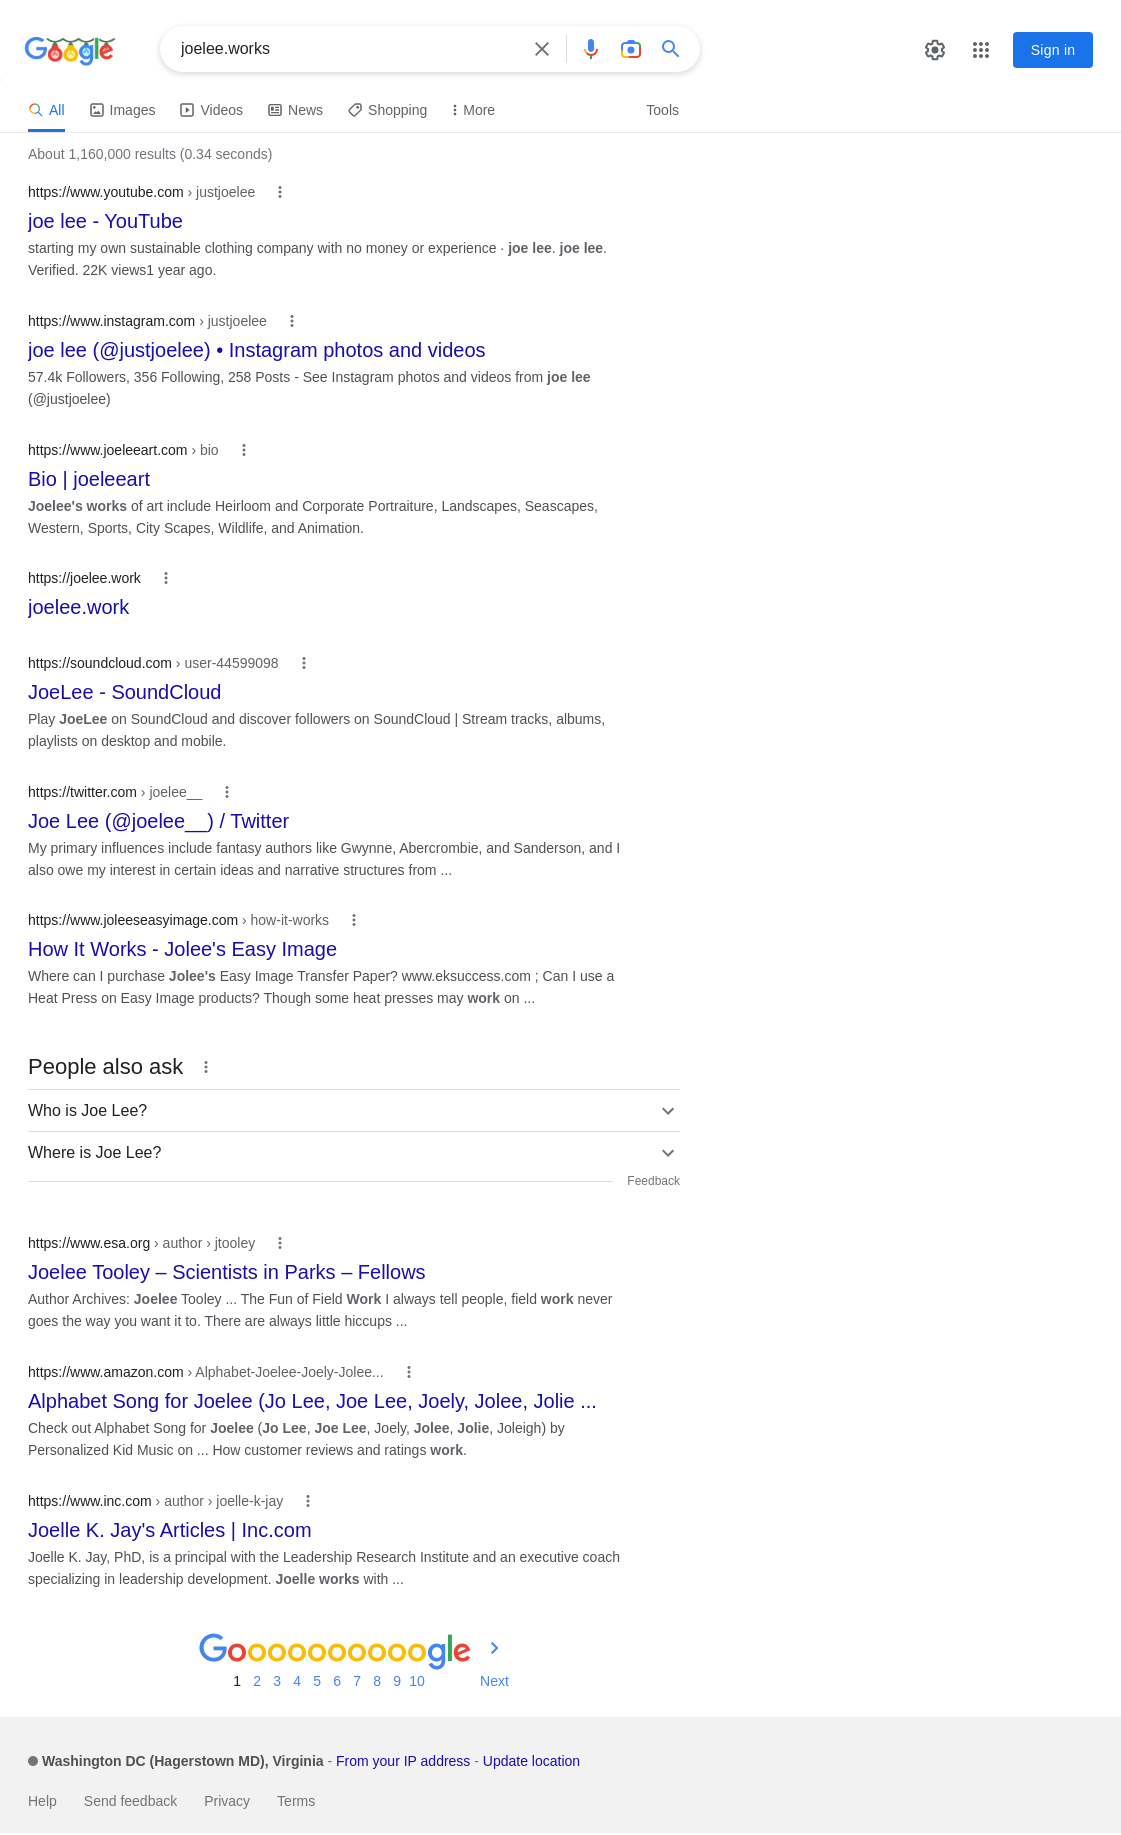 Google
joelee.works
Sign in
All Images Videos News Shopping More Tools
About 1,160,000 results (0.34 seconds)
https://www.youtube.com › justjoelee
joe lee - YouTube
starting my own sustainable clothing company with no money or experience · joe lee. joe lee.
Verified. 22K views1 year ago.
https://www.instagram.com › justjoelee
joe lee (@justjoelee) • Instagram photos and videos
57.4k Followers, 356 Following, 258 Posts - See Instagram photos and videos from joe lee
(@justjoelee)
https://www.joeleeart.com › bio
Bio | joeleeart
Joelee's works of art include Heirloom and Corporate Portraiture, Landscapes, Seascapes,
Western, Sports, City Scapes, Wildlife, and Animation.
https://joelee.work
joelee.work
https://soundcloud.com › user-44599098
JoeLee - SoundCloud
Play JoeLee on SoundCloud and discover followers on SoundCloud | Stream tracks, albums,
playlists on desktop and mobile.
https://twitter.com › joelee__
Joe Lee (@joelee__) / Twitter
My primary influences include fantasy authors like Gwynne, Abercrombie, and Sanderson, and I
also owe my interest in certain ideas and narrative structures from ...
https://www.joleeseasyimage.com › how-it-works
How It Works - Jolee's Easy Image
Where can I purchase Jolee's Easy Image Transfer Paper? www.eksuccess.com ; Can I use a
Heat Press on Easy Image products? Though some heat presses may work on ...
People also ask
Who is Joe Lee?
Where is Joe Lee?
Feedback
https://www.esa.org › author › jtooley
Joelee Tooley – Scientists in Parks – Fellows
Author Archives: Joelee Tooley ... The Fun of Field Work I always tell people, field work never
goes the way you want it to. There are always little hiccups ...
https://www.amazon.com › Alphabet-Joelee-Joely-Jolee...
Alphabet Song for Joelee (Jo Lee, Joe Lee, Joely, Jolee, Jolie ...
Check out Alphabet Song for Joelee (Jo Lee, Joe Lee, Joely, Jolee, Jolie, Joleigh) by
Personalized Kid Music on ... How customer reviews and ratings work.
https://www.inc.com › author › joelle-k-jay
Joelle K. Jay's Articles | Inc.com
Joelle K. Jay, PhD, is a principal with the Leadership Research Institute and an executive coach
specializing in leadership development. Joelle works with ...
Goooooooooogle
1 2 3 4 5 6 7 8 9 10 Next
Washington DC (Hagerstown MD), Virginia - From your IP address - Update location
Help Send feedback Privacy Terms